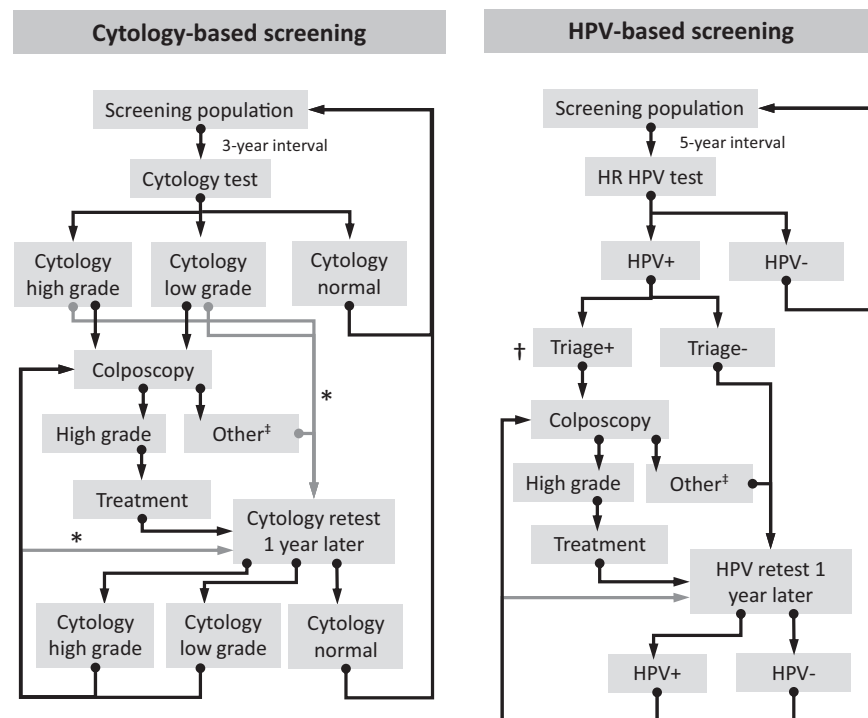 Cytology-based screening
Screening population
3-year interval
Cytology test
Cytology
high grade
Cytology
low grade
Cytology
normal
Colposcopy
*
High grade
Other‡
Treatment
Cytology retest
1 year later
*
Cytology
high grade
Cytology
low grade
Cytology
normal
HPV-based screening
Screening population
5-year interval
HR HPV test
HPV+
HPV-
†
Triage+
Triage-
Colposcopy
High grade
Other‡
Treatment
HPV retest 1
year later
HPV+
HPV-